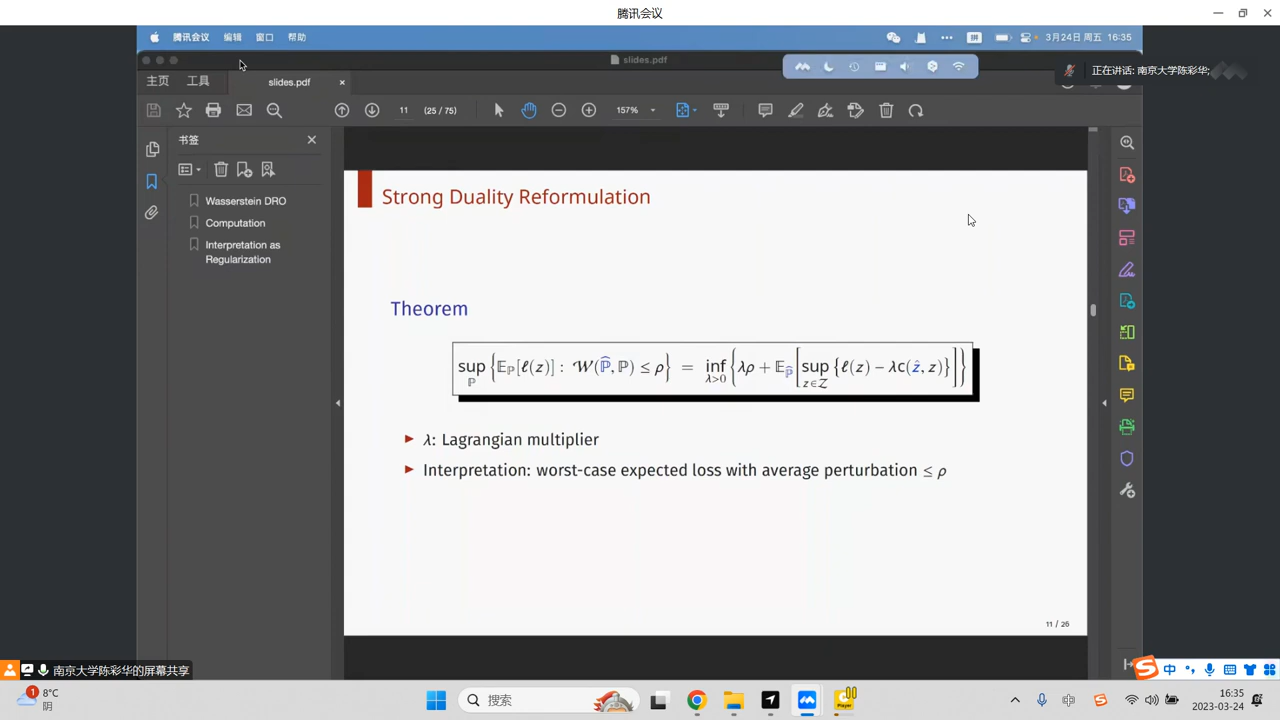 腾讯会议
腾讯会议 编辑 窗口 帮助
拼 3月24日 周五 16:35
slides.pdf
主页 工具 slides.pdf ×
正在讲话: 南京大学陈彩华;
11 (25 / 75) 157%
书签
Wasserstein DRO
Computation
Interpretation as
Regularization
Strong Duality Reformulation
Theorem
sup_ℙ {𝔼_ℙ[ℓ(z)] : 𝒲(ℙ̂, ℙ) ≤ ρ} = inf_{λ>0} {λρ + 𝔼_ℙ̂ [sup_{z∈𝒵} {ℓ(z) − λc(ẑ, z)}]}
► λ: Lagrangian multiplier
► Interpretation: worst-case expected loss with average perturbation ≤ ρ
11 / 26
南京大学陈彩华的屏幕共享
中
1 8°C
阴
搜索
Player
16:35
2023-03-24